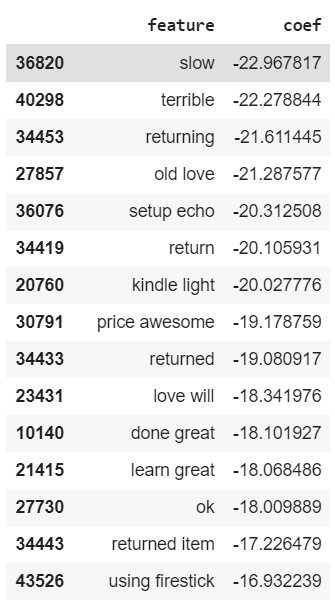 feature coef
36820 slow -22.967817
40298 terrible -22.278844
34453 returning -21.611445
27857 old love -21.287577
36076 setup echo -20.312508
34419 return -20.105931
20760 kindle light -20.027776
30791 price awesome -19.178759
34433 returned -19.080917
23431 love will -18.341976
10140 done great -18.101927
21415 learn great -18.068486
27730 ok -18.009889
34443 returned item -17.226479
43526 using firestick -16.932239